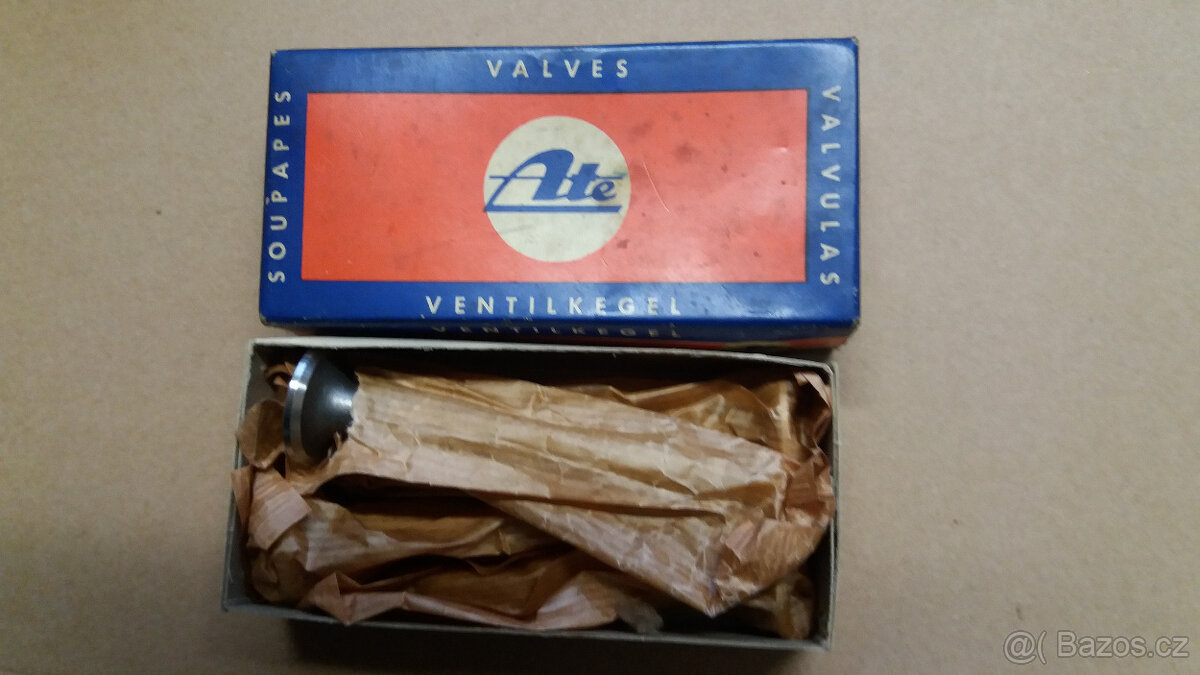 VALVES
SOUPAPES
Ate
VALVULAS
VENTILKEGEL
VENTILKEGEL
@( Bazos.cz